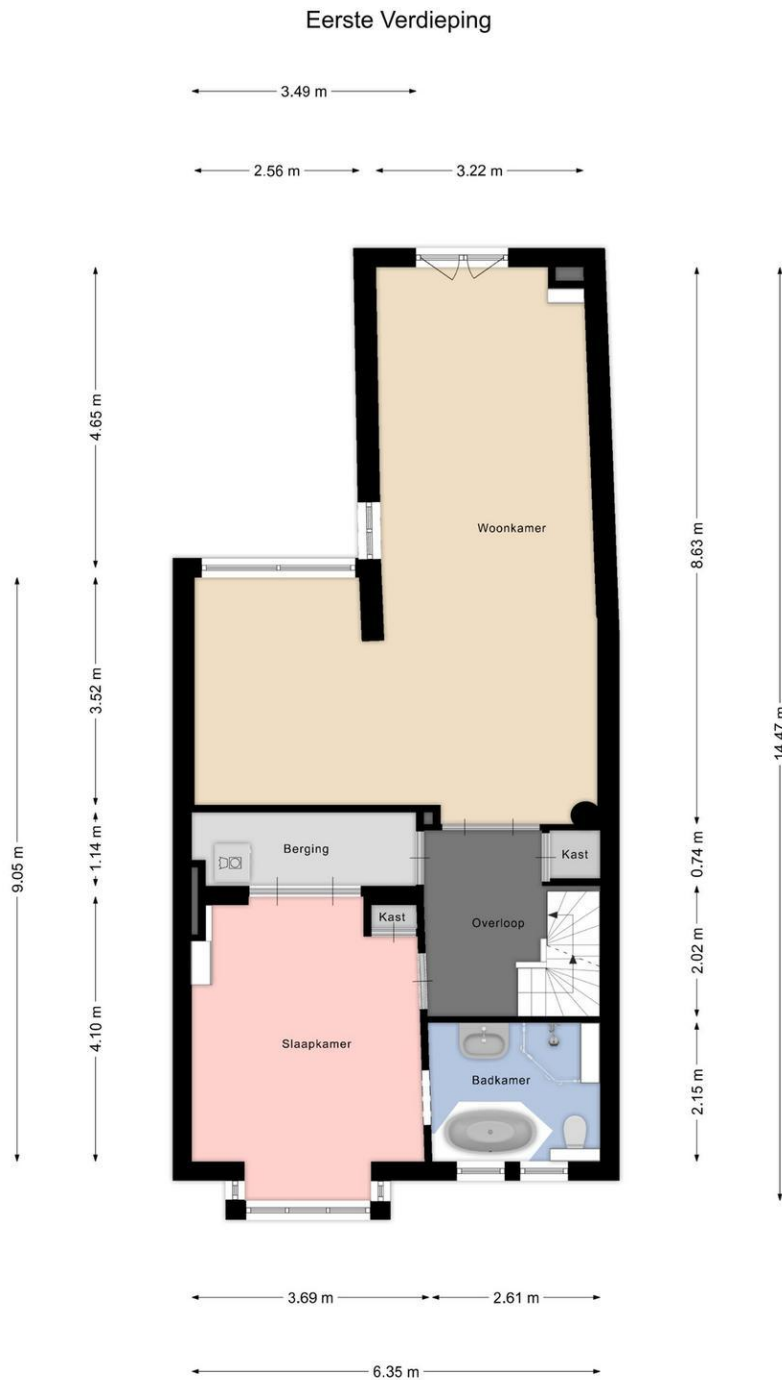 Eerste Verdieping
3.49 m
2.56 m
3.22 m
4.65 m
Woonkamer
8.63 m
3.52 m
14.47 m
9.05 m
1.14 m
Berging
Kast
0.74 m
Kast
Overloop
2.02 m
4.10 m
Slaapkamer
Badkamer
2.15 m
3.69 m
2.61 m
6.35 m